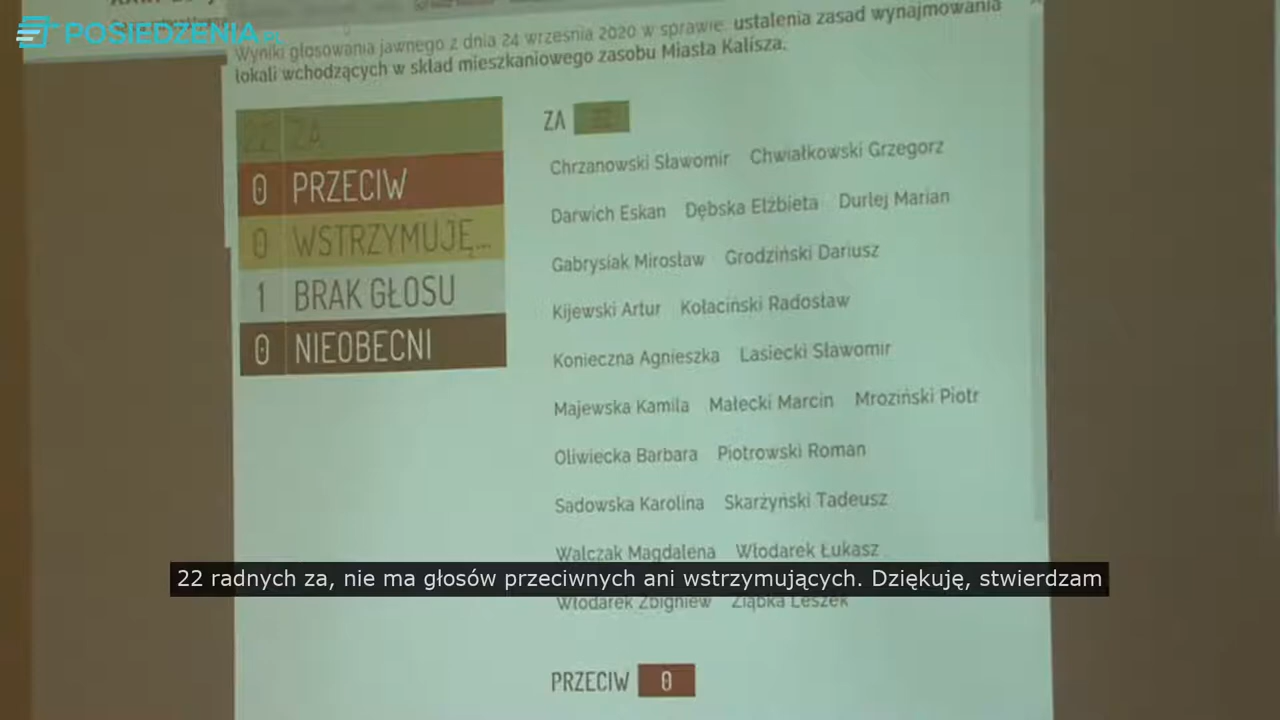 POSIEDZENIA.PL
Wyniki głosowania jawnego z dnia 24 września 2020 w sprawie: ustalenia zasad wynajmowania
lokali wchodzących w skład mieszkaniowego zasobu Miasta Kalisza.
22 ZA
0 PRZECIW
0 WSTRZYMUJĘ...
1 BRAK GŁOSU
0 NIEOBECNI
ZA 22
Chrzanowski Sławomir Chwiałkowski Grzegorz
Darwich Eskan Dębska Elżbieta Durlej Marian
Gabrysiak Mirosław Grodziński Dariusz
Kijewski Artur Kołaciński Radosław
Konieczna Agnieszka Lasiecki Sławomir
Majewska Kamila Małecki Marcin Mroziński Piotr
Oliwiecka Barbara Piotrowski Roman
Sadowska Karolina Skarżyński Tadeusz
Walczak Magdalena Włodarek Łukasz
22 radnych za, nie ma głosów przeciwnych ani wstrzymujących. Dziękuję, stwierdzam
Włodarek Zbigniew Ziąbka Leszek
PRZECIW 0